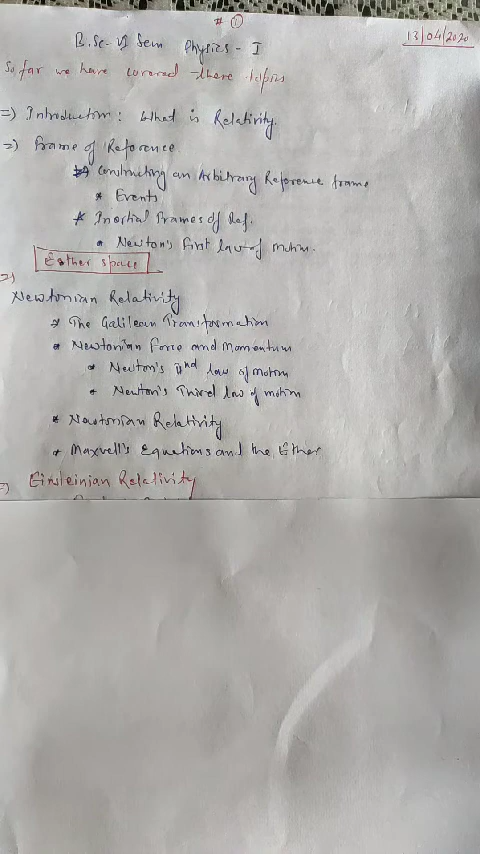 # ①
B.Sc-VI Sem Physics - I
13/04/2020
So far we have covered these topics
=> Introduction: What is Relativity.
=> Frame of Reference
* Constructing an Arbitrary Reference frame
* Events
* Inertial Frames of Ref.
* Newton's First law of motion.
Esther space
=>
Newtonian Relativity
* The Galilean Transformation
* Newtonian Force and Momentum
* Newton's IInd law of motion
* Newton's Third law of motion
* Newtonian Relativity
* Maxwell's Equations and the Ether
=> Einsteinian Relativity